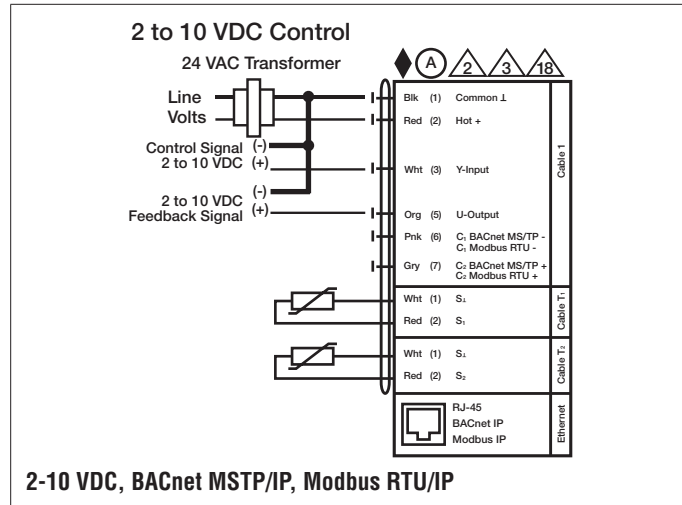 2 to 10 VDC Control
24 VAC Transformer
A 2 3 18
Line
Volts
Control Signal (-)
2 to 10 VDC (+)
(-)
2 to 10 VDC
Feedback Signal (+)
Blk (1) Common ⊥
Red (2) Hot +
Wht (3) Y-Input
Org (5) U-Output
Pnk (6) C₁ BACnet MS/TP -
C₁ Modbus RTU -
Gry (7) C₂ BACnet MS/TP +
C₂ Modbus RTU +
Cable 1
Wht (1) S⊥
Red (2) S₁
Cable T₁
Wht (1) S⊥
Red (2) S₂
Cable T₂
RJ-45
BACnet IP
Modbus IP
Ethernet
2-10 VDC, BACnet MSTP/IP, Modbus RTU/IP